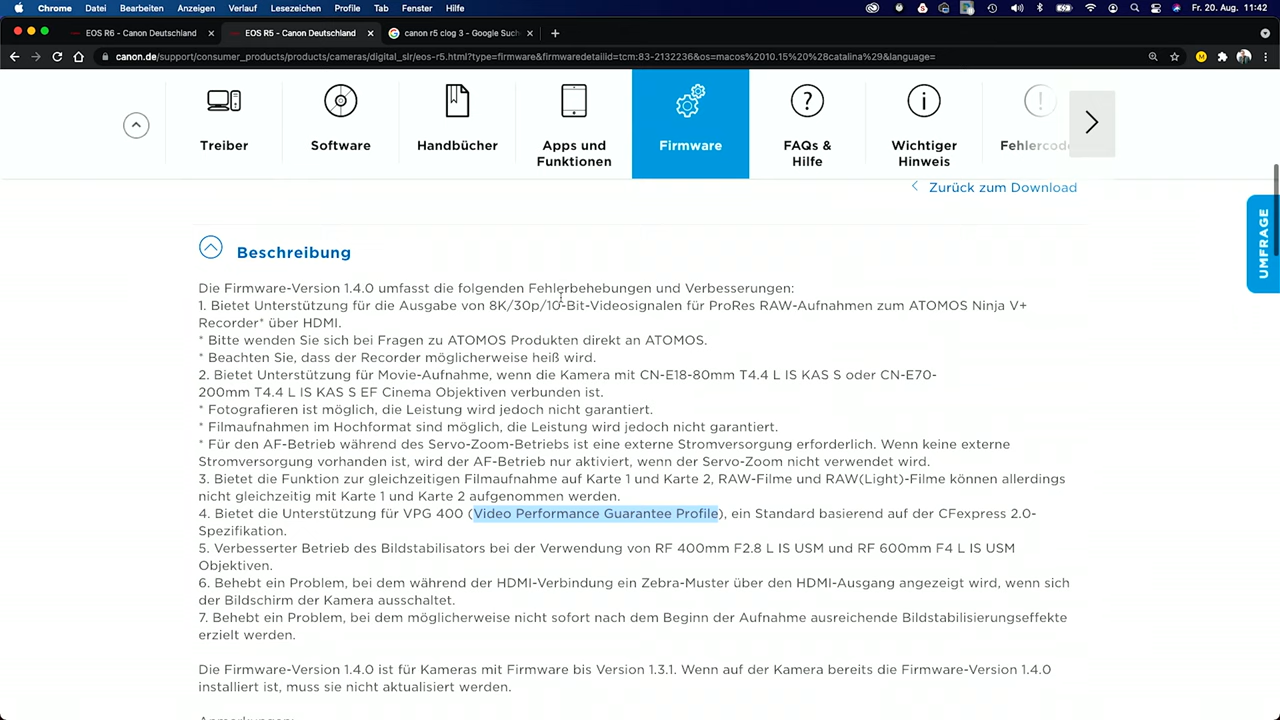 Chrome Datei Bearbeiten Anzeigen Verlauf Lesezeichen Profile Tab Fenster Hilfe Fr. 20. Aug. 11:42
EOS R6 - Canon Deutschland EOS R5 - Canon Deutschland canon r5 clog 3 - Google Such
canon.de/support/consumer_products/products/cameras/digital_slr/eos-r5.html?type=firmware&firmwaredetailid=tcm:83-2132236&os=macos%2010.15%20%28catalina%29&language=
Treiber
Software
Handbücher
Apps und
Funktionen
Firmware
FAQs &
Hilfe
Wichtiger
Hinweis
Fehlercod
Zurück zum Download
UMFRAGE
Beschreibung
Die Firmware-Version 1.4.0 umfasst die folgenden Fehlerbehebungen und Verbesserungen:
1. Bietet Unterstützung für die Ausgabe von 8K/30p/10-Bit-Videosignalen für ProRes RAW-Aufnahmen zum ATOMOS Ninja V+
Recorder* über HDMI.
* Bitte wenden Sie sich bei Fragen zu ATOMOS Produkten direkt an ATOMOS.
* Beachten Sie, dass der Recorder möglicherweise heiß wird.
2. Bietet Unterstützung für Movie-Aufnahme, wenn die Kamera mit CN-E18-80mm T4.4 L IS KAS S oder CN-E70-
200mm T4.4 L IS KAS S EF Cinema Objektiven verbunden ist.
* Fotografieren ist möglich, die Leistung wird jedoch nicht garantiert.
* Filmaufnahmen im Hochformat sind möglich, die Leistung wird jedoch nicht garantiert.
* Für den AF-Betrieb während des Servo-Zoom-Betriebs ist eine externe Stromversorgung erforderlich. Wenn keine externe
Stromversorgung vorhanden ist, wird der AF-Betrieb nur aktiviert, wenn der Servo-Zoom nicht verwendet wird.
3. Bietet die Funktion zur gleichzeitigen Filmaufnahme auf Karte 1 und Karte 2, RAW-Filme und RAW(Light)-Filme können allerdings
nicht gleichzeitig mit Karte 1 und Karte 2 aufgenommen werden.
4. Bietet die Unterstützung für VPG 400 (Video Performance Guarantee Profile), ein Standard basierend auf der CFexpress 2.0-
Spezifikation.
5. Verbesserter Betrieb des Bildstabilisators bei der Verwendung von RF 400mm F2.8 L IS USM und RF 600mm F4 L IS USM
Objektiven.
6. Behebt ein Problem, bei dem während der HDMI-Verbindung ein Zebra-Muster über den HDMI-Ausgang angezeigt wird, wenn sich
der Bildschirm der Kamera ausschaltet.
7. Behebt ein Problem, bei dem möglicherweise nicht sofort nach dem Beginn der Aufnahme ausreichende Bildstabilisierungseffekte
erzielt werden.
Die Firmware-Version 1.4.0 ist für Kameras mit Firmware bis Version 1.3.1. Wenn auf der Kamera bereits die Firmware-Version 1.4.0
installiert ist, muss sie nicht aktualisiert werden.
Anmerkungen: